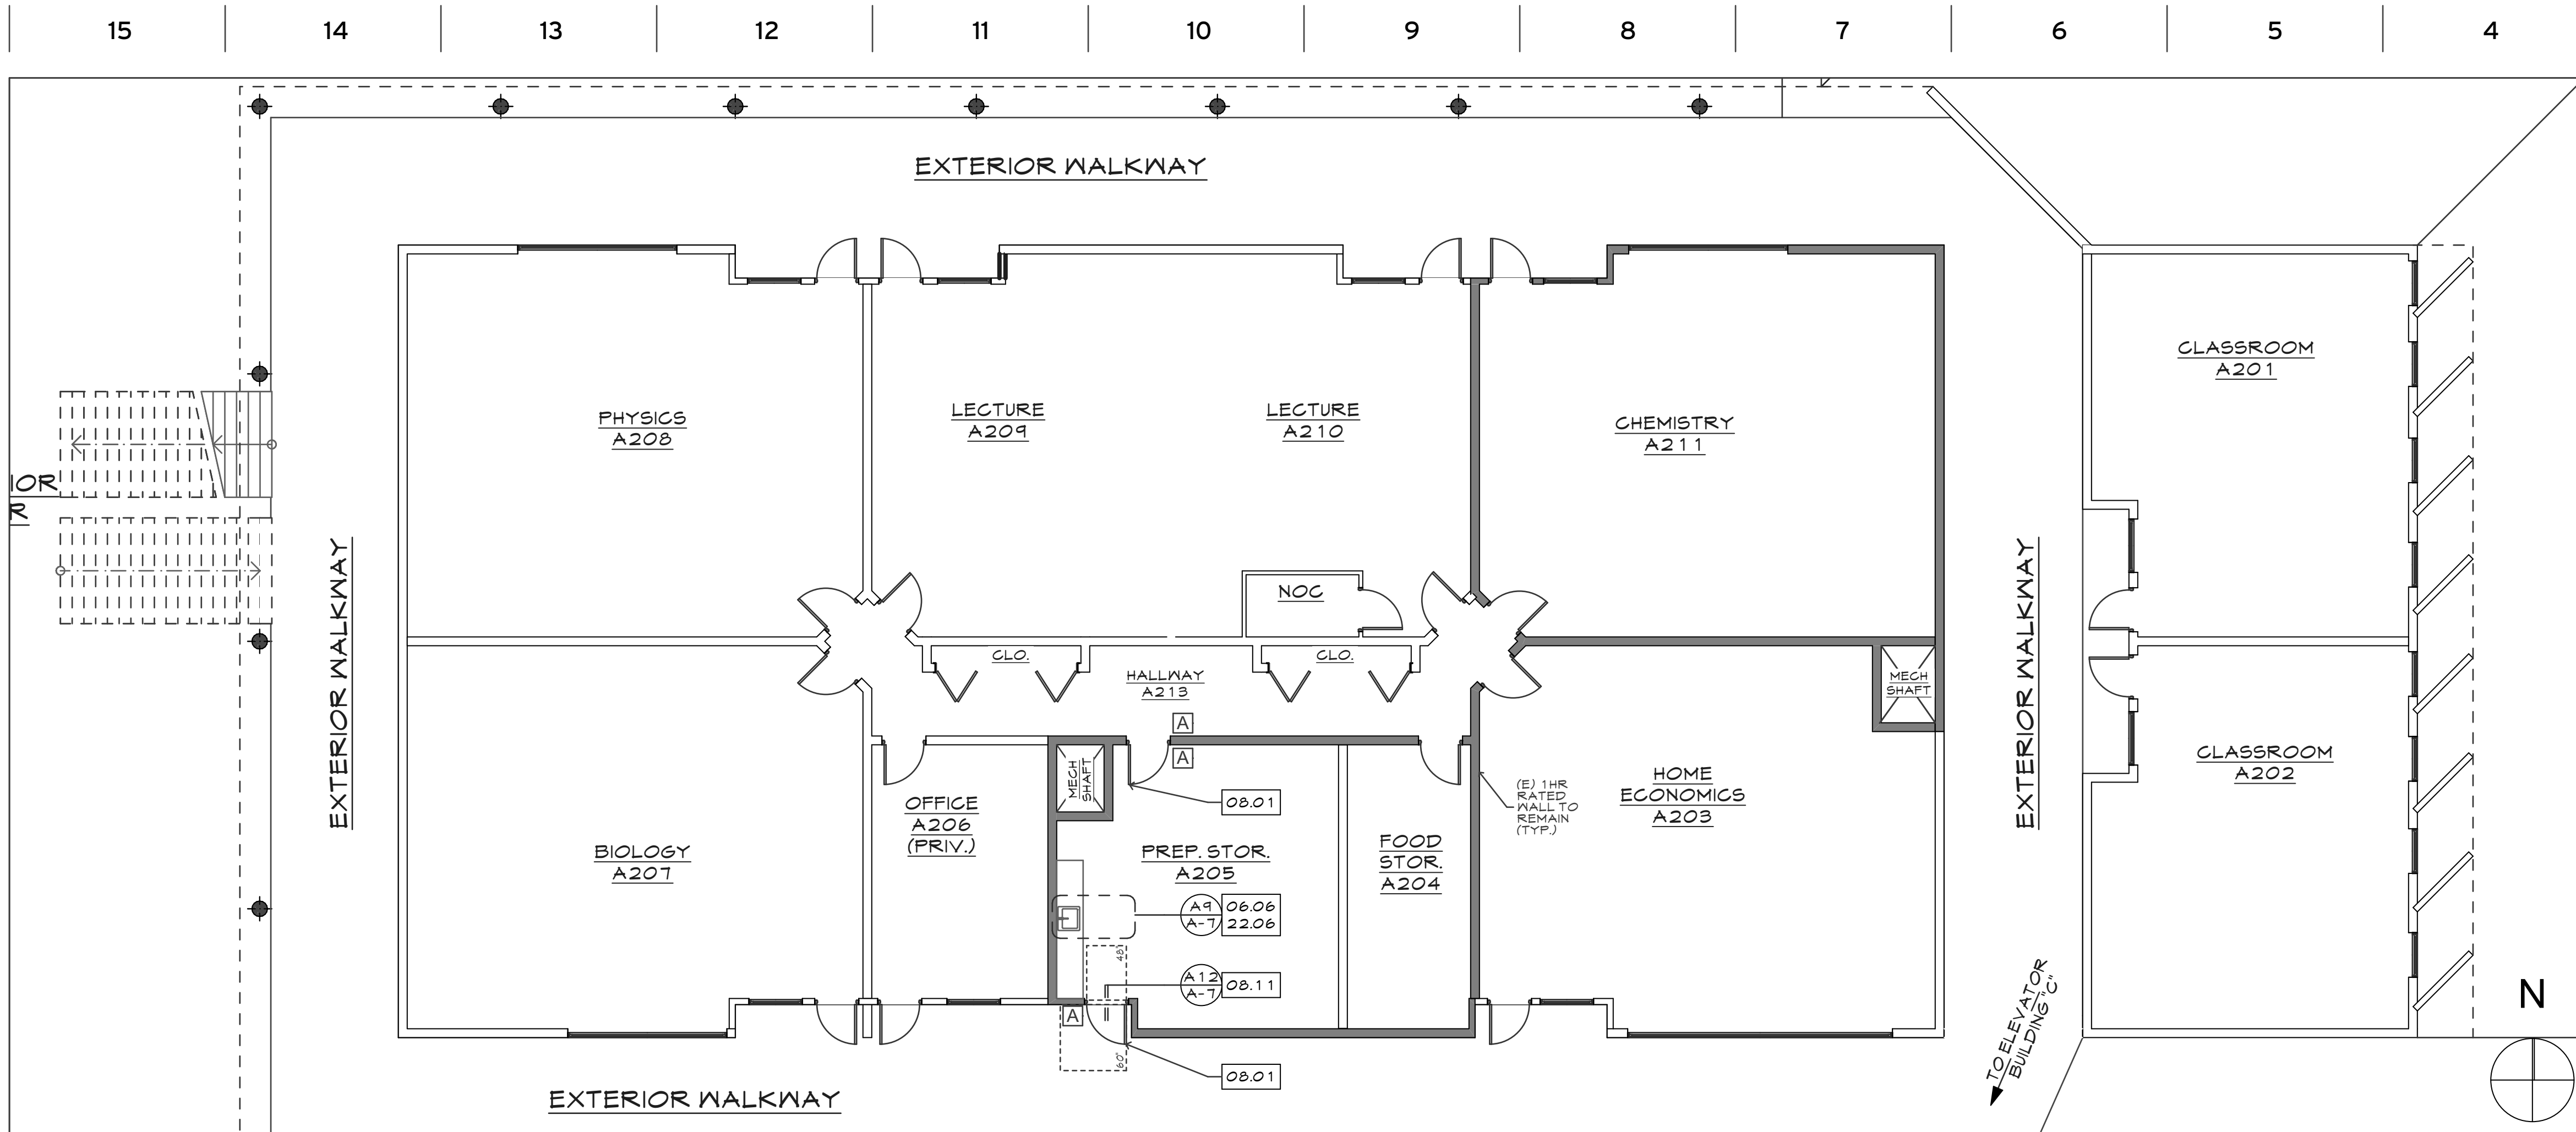 15 14 13 12 11 10 9 8 7 6 5 4
EXTERIOR WALKWAY
CLASSROOM
A201
PHYSICS
A208
LECTURE
A209
LECTURE
A210
CHEMISTRY
A211
IOR
R
EXTERIOR WALKWAY
EXTERIOR WALKWAY
NOC
CLO.
CLO.
HALLWAY
A213
MECH
SHAFT
A
A
MECH
SHAFT
CLASSROOM
A202
08.01
OFFICE
A206
(PRIV.)
(E) 1HR
RATED
WALL TO
REMAIN
(TYP.)
HOME
ECONOMICS
A203
BIOLOGY
A207
PREP. STOR.
A205
FOOD
STOR.
A204
A9
A-7
06.06
22.06
48"
A12
A-7
08.11
A
60"
08.01
TO ELEVATOR
BUILDING "C"
N
EXTERIOR WALKWAY